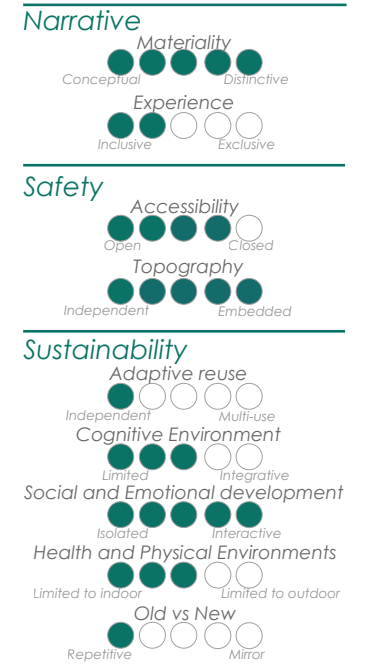 Narrative
Materiality
Conceptual Distinctive
Experience
Inclusive Exclusive
Safety
Accessibility
Open Closed
Topography
Independent Embedded
Sustainability
Adaptive reuse
Independent Multi-use
Cognitive Environment
Limited Integrative
Social and Emotional development
Isolated Interactive
Health and Physical Environments
Limited to indoor Limited to outdoor
Old vs New
Repetitive Mirror